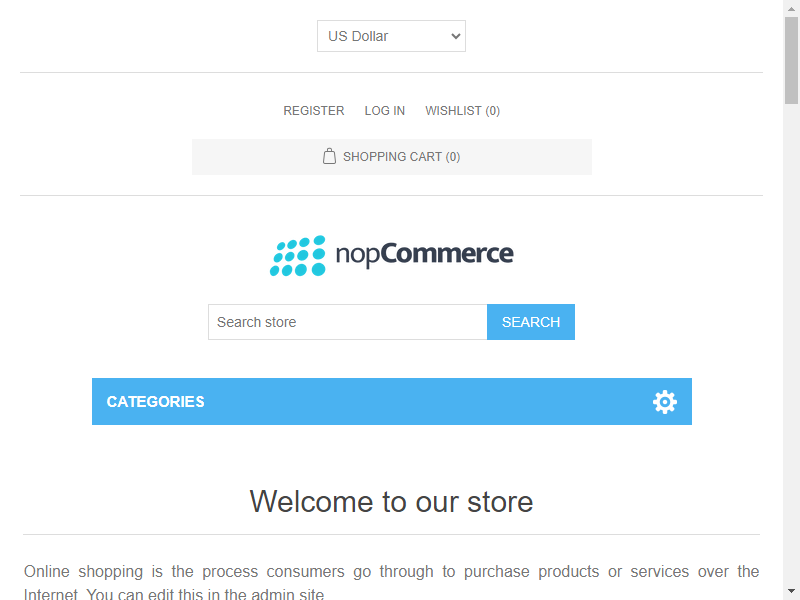 US Dollar
REGISTER LOG IN WISHLIST (0)
SHOPPING CART (0)
nopCommerce
Search store SEARCH
CATEGORIES
Welcome to our store
Online shopping is the process consumers go through to purchase products or services over the
Internet. You can edit this in the admin site.